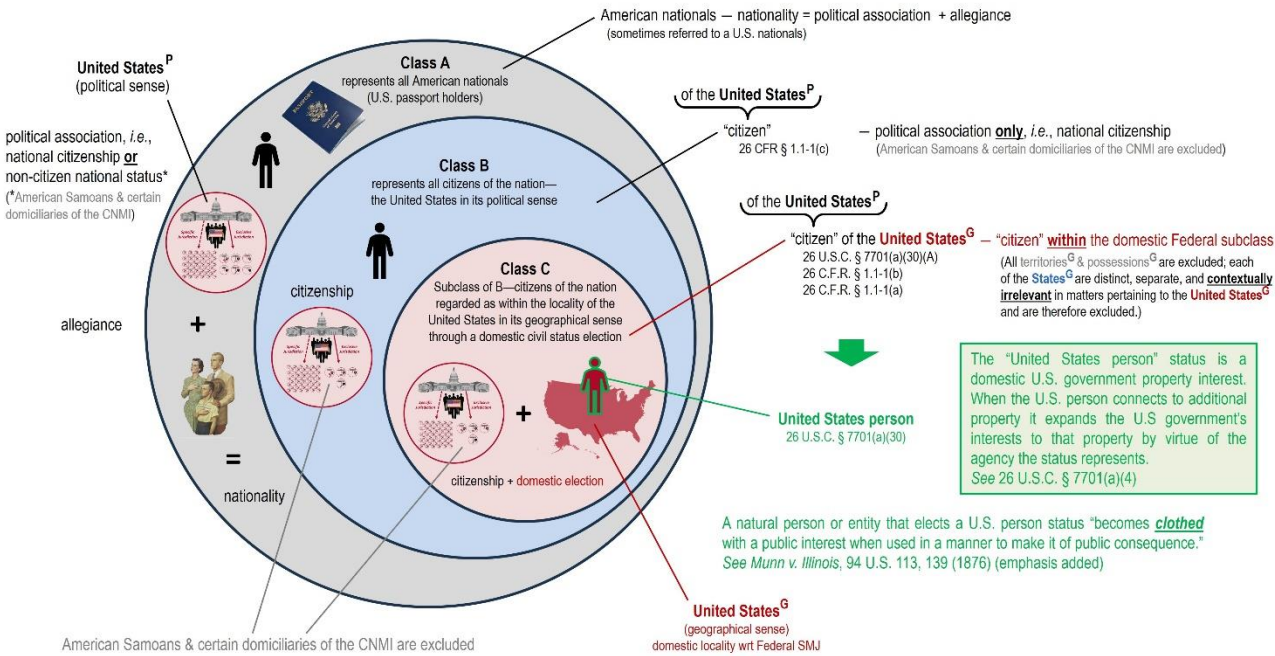 American nationals — nationality = political association + allegiance
(sometimes referred to a U.S. nationals)
United States^P
(political sense)
Class A
represents all American nationals
(U.S. passport holders)
PASSPORT
political association, i.e.,
national citizenship or
non-citizen national status*
(*American Samoans & certain
domiciliaries of the CNMI)
of the United States^P
"citizen"
26 CFR § 1.1-1(c)
— political association only, i.e., national citizenship
(American Samoans & certain domiciliaries of the CNMI are excluded)
Class B
represents all citizens of the nation—
the United States in its political sense
of the United States^P
"citizen" of the United States^G
26 U.S.C. § 7701(a)(30)(A)
26 C.F.R. § 1.1-1(b)
26 C.F.R. § 1.1-1(a)
— "citizen" within the domestic Federal subclass
(All territories^G & possessions^G are excluded; each
of the States^G are distinct, separate, and contextually
irrelevant in matters pertaining to the United States^G
and are therefore excluded.)
Class C
Subclass of B—citizens of the nation
regarded as within the locality of the
United States in its geographical sense
through a domestic civil status election
citizenship
allegiance
+
=
nationality
+
citizenship + domestic election
United States person
26 U.S.C. § 7701(a)(30)
The "United States person" status is a
domestic U.S. government property interest.
When the U.S. person connects to additional
property it expands the U.S government's
interests to that property by virtue of the
agency the status represents.
See 26 U.S.C. § 7701(a)(4)
A natural person or entity that elects a U.S. person status "becomes clothed
with a public interest when used in a manner to make it of public consequence."
See Munn v. Illinois, 94 U.S. 113, 139 (1876) (emphasis added)
United States^G
(geographical sense)
domestic locality wrt Federal SMJ
American Samoans & certain domiciliaries of the CNMI are excluded